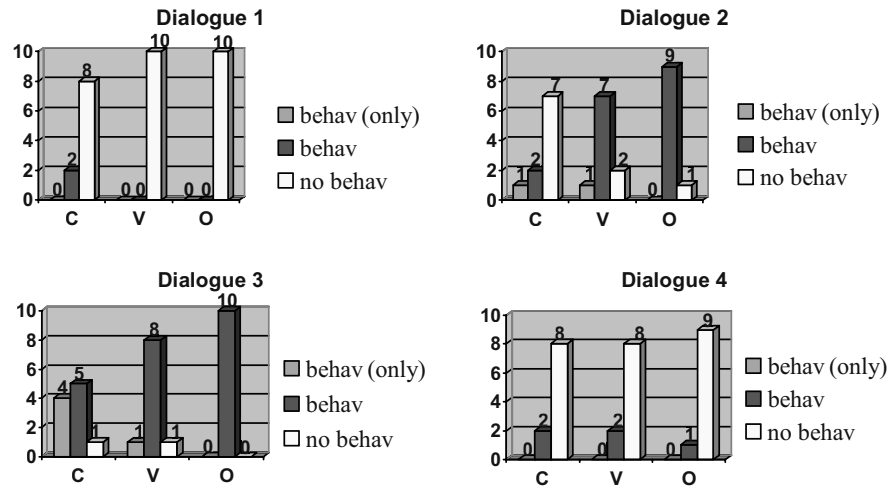 Dialogue 1
10
8
6
4
2
0
0 2 8
0 0 10
0 0 10
C V O
behav (only)
behav
no behav
Dialogue 2
10
8
6
4
2
0
1 2 7
1 7 2
0 9 1
C V O
behav (only)
behav
no behav
Dialogue 3
10
8
6
4
2
0
4 5 1
1 8 1
0 10 0
C V O
behav (only)
behav
no behav
Dialogue 4
10
8
6
4
2
0
0 2 8
0 2 8
0 1 9
C V O
behav (only)
behav
no behav